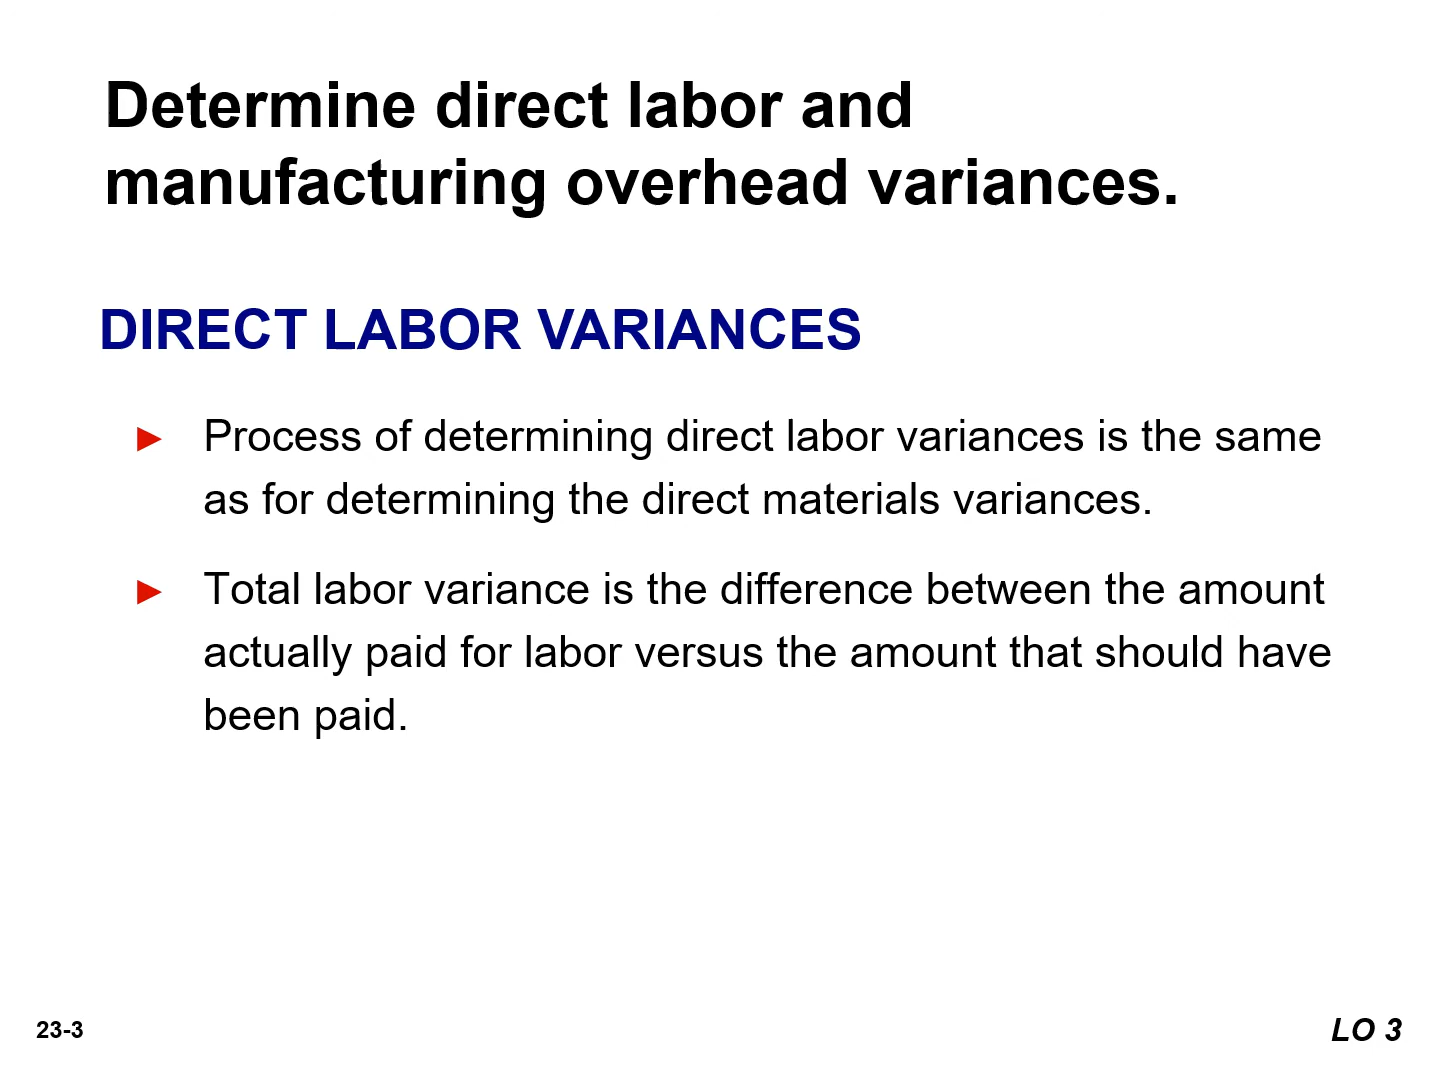 Determine direct labor and
manufacturing overhead variances.
DIRECT LABOR VARIANCES
► Process of determining direct labor variances is the same
as for determining the direct materials variances.
► Total labor variance is the difference between the amount
actually paid for labor versus the amount that should have
been paid.
23-3
LO 3